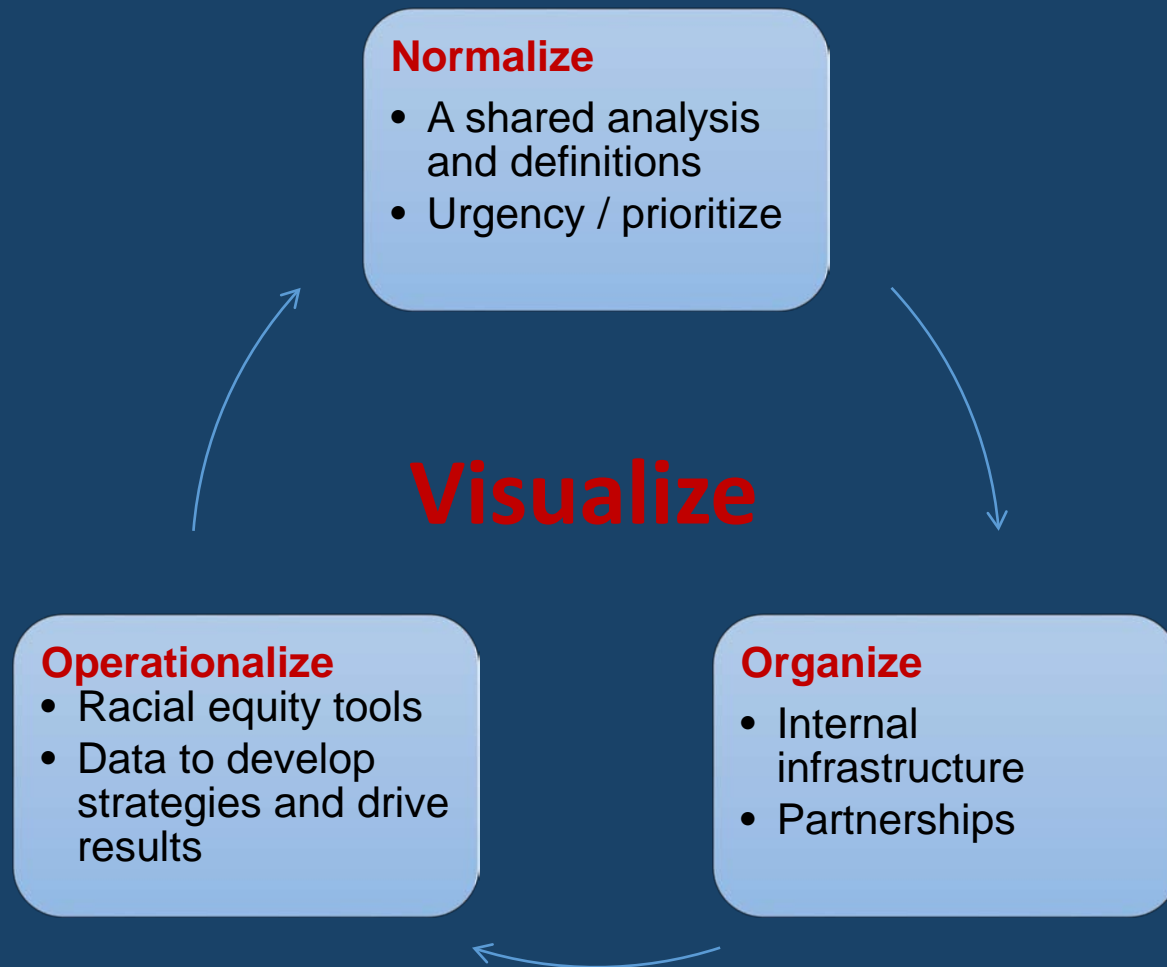 Normalize
• A shared analysis
and definitions
• Urgency / prioritize
Visualize
Operationalize
• Racial equity tools
• Data to develop
strategies and drive
results
Organize
• Internal
infrastructure
• Partnerships